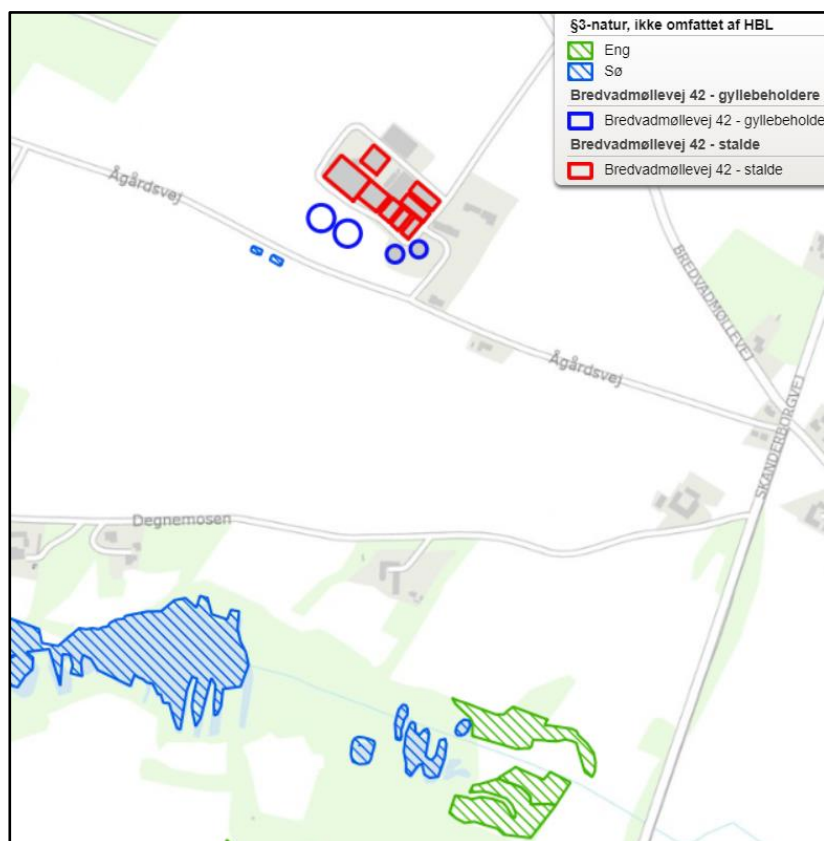 §3-natur, ikke omfattet af HBL
Eng
Sø
Bredvadmøllevej 42 - gyllebeholdere
Bredvadmøllevej 42 - gyllebeholde
Bredvadmøllevej 42 - stalde
Bredvadmøllevej 42 - stalde
Ågårdsvej
BREDVADMØLLEVEJ
Ågårdsvej
SKANDERBORGVEJ
Degnemosen